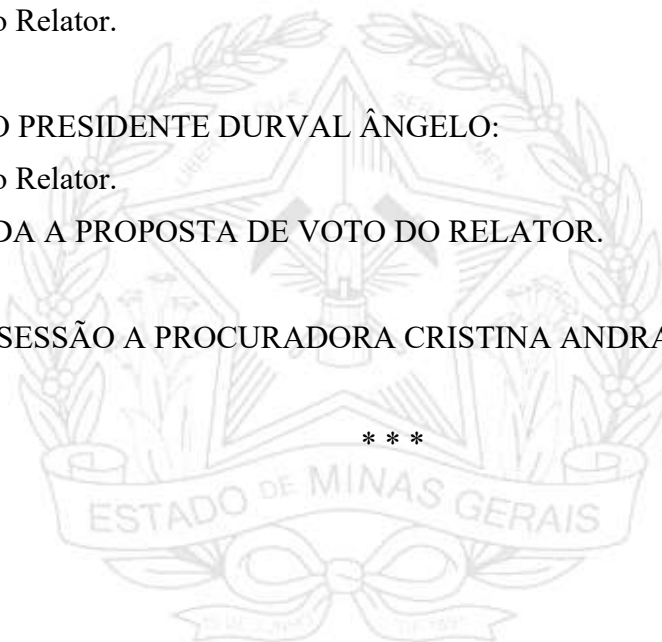 o Relator.
O PRESIDENTE DURVAL ÂNGELO:
o Relator.
DA A PROPOSTA DE VOTO DO RELATOR.
SESSÃO A PROCURADORA CRISTINA ANDRA
* * *
ESTADO DE MINAS GERAIS